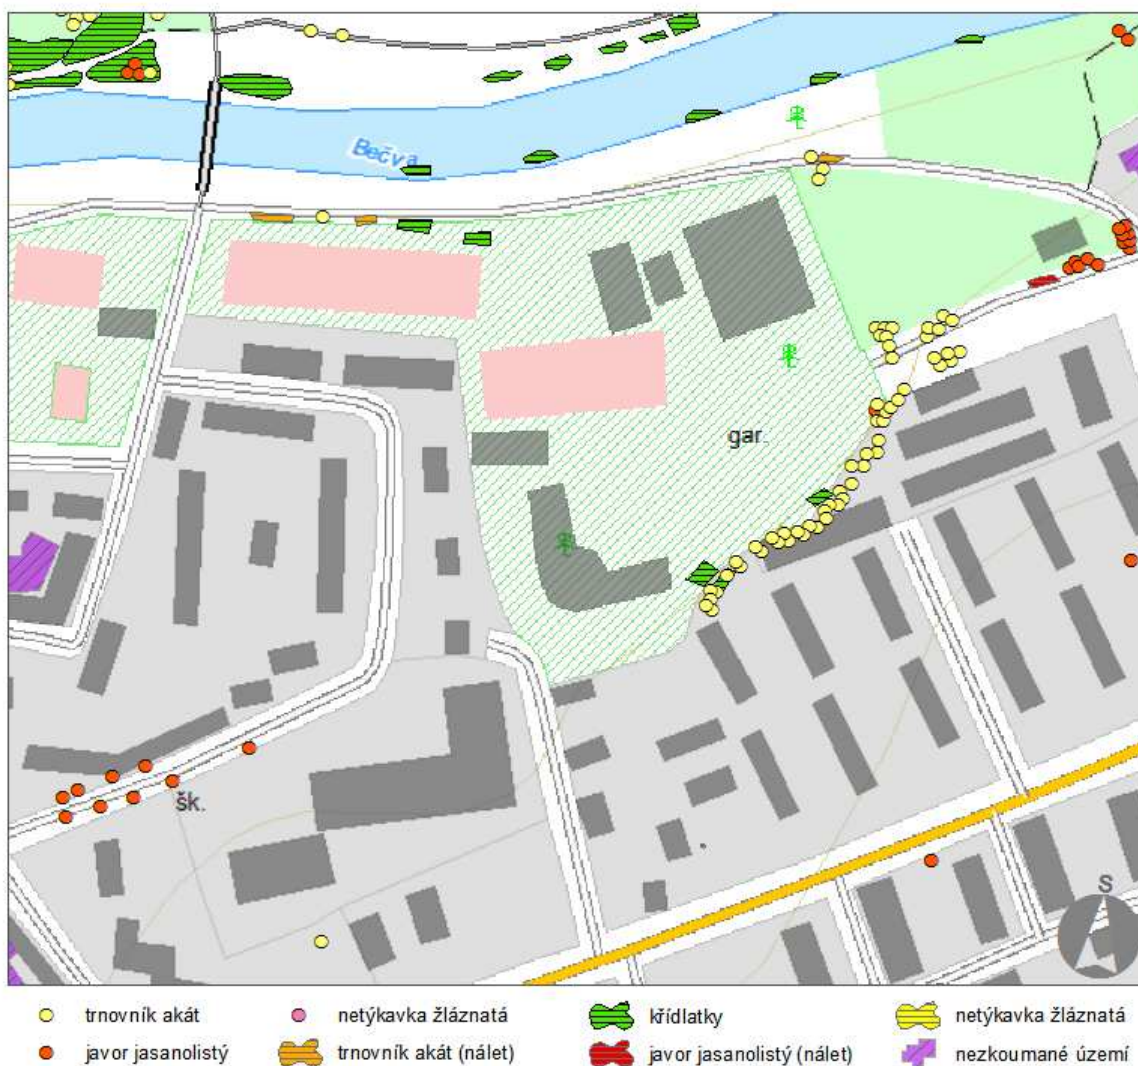 Bečva
gar.
šk.
S
trnovník akát
netýkavka žláznatá
křídlatky
netýkavka žláznatá
javor jasanolistý
trnovník akát (nálet)
javor jasanolistý (nálet)
nezkoumané území